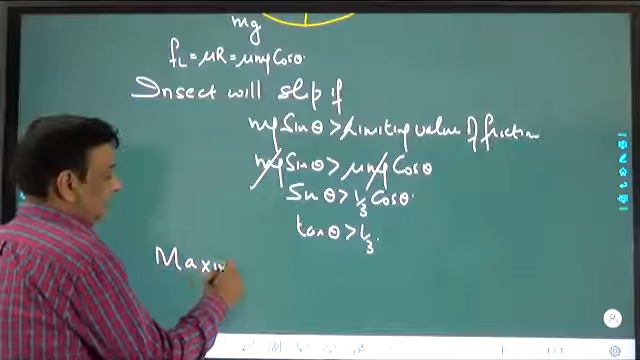 mg
fL = μR = μmg Cosθ.
Insect will slip if
mg Sinθ > Limiting value of friction
mg Sinθ > μmg Cosθ
Sinθ > 1/3 Cosθ.
tanθ > 1/3.
Maxim